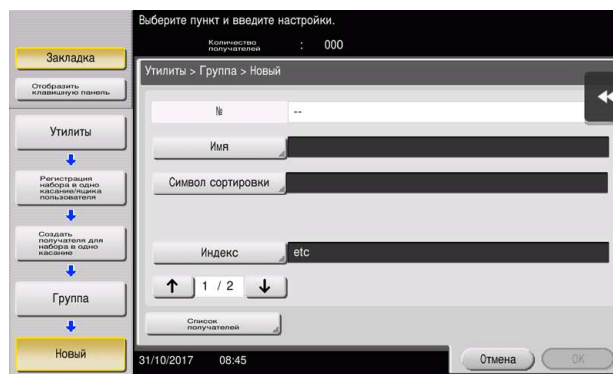 Выберите пункт и введите настройки.
Количество
получателей : 000
Закладка
Отобразить
клавишную панель
Утилиты
Регистрация
набора в одно
касание/ящика
пользователя
Создать
получателя для
набора в одно
касание
Группа
Новый
Утилиты > Группа > Новый
№ --
Имя
Символ сортировки
Индекс etc
1 / 2
Список
получателей
31/10/2017 08:45
Отмена
OK